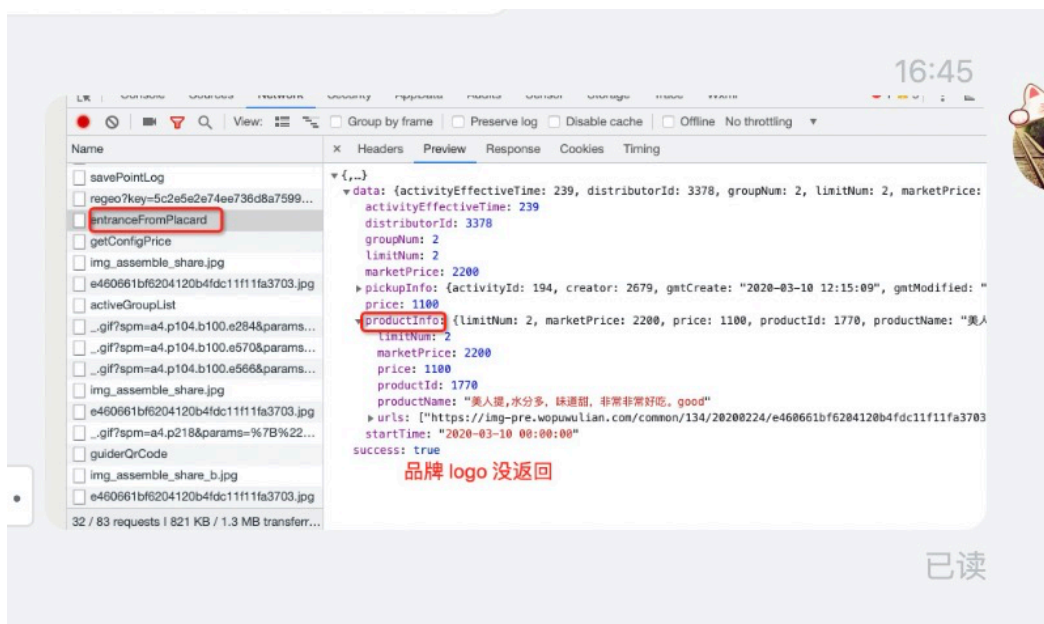 16:45
Network
View:
Group by frame
Preserve log
Disable cache
Offline
No throttling
Name
Headers
Preview
Response
Cookies
Timing
savePointLog
regeo?key=5c2e5e2e74ee736d8a7599...
entranceFromPlacard
getConfigPrice
img_assemble_share.jpg
e460661bf6204120b4fdc11f11fa3703.jpg
activeGroupList
_.gif?spm=a4.p104.b100.e284&params...
_.gif?spm=a4.p104.b100.e570&params...
_.gif?spm=a4.p104.b100.e566&params...
img_assemble_share.jpg
e460661bf6204120b4fdc11f11fa3703.jpg
_.gif?spm=a4.p218&params=%7B%22...
guiderQrCode
img_assemble_share_b.jpg
e460661bf6204120b4fdc11f11fa3703.jpg
32 / 83 requests | 821 KB / 1.3 MB transferr...
{,…}
data: {activityEffectiveTime: 239, distributorId: 3378, groupNum: 2, limitNum: 2, marketPrice:
activityEffectiveTime: 239
distributorId: 3378
groupNum: 2
limitNum: 2
marketPrice: 2200
pickupInfo: {activityId: 194, creator: 2679, gmtCreate: "2020-03-10 12:15:09", gmtModified: "
price: 1100
productInfo: {limitNum: 2, marketPrice: 2200, price: 1100, productId: 1770, productName: "美人
limitNum: 2
marketPrice: 2200
price: 1100
productId: 1770
productName: "美人提,水分多，味道甜，非常非常好吃。good"
urls: ["https://img-pre.wopuwulian.com/common/134/20200224/e460661bf6204120b4fdc11f11fa3703
startTime: "2020-03-10 00:00:00"
success: true
品牌 logo 没返回
已读